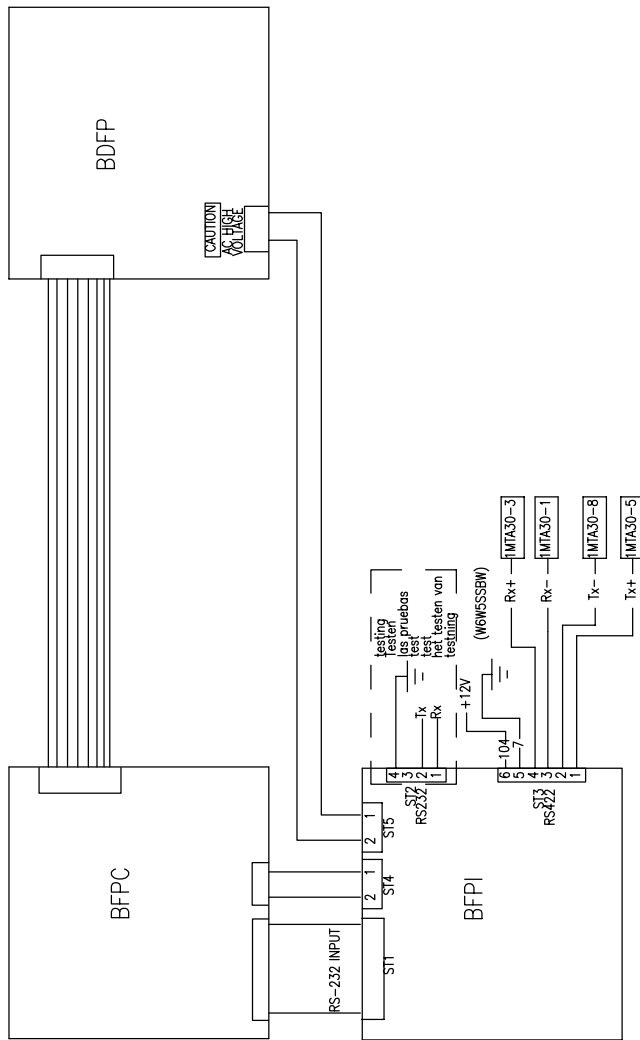 BDFP
CAUTION
AC HIGH
VOLTAGE
BFPC
BFPI
RS-232 INPUT
ST1
2 1
ST4
2 1
ST5
4
3
2
1
ST2
RS232
Tx
Rx
testing
Testen
las pruebas
test
test
het testen van
testning
6
5
4
3
2
1
ST3
RS422
104
7
+12V
(W6W5SSBW)
Rx+
1MTA30-3
Rx-
1MTA30-1
Tx-
1MTA30-8
Tx+
1MTA30-5